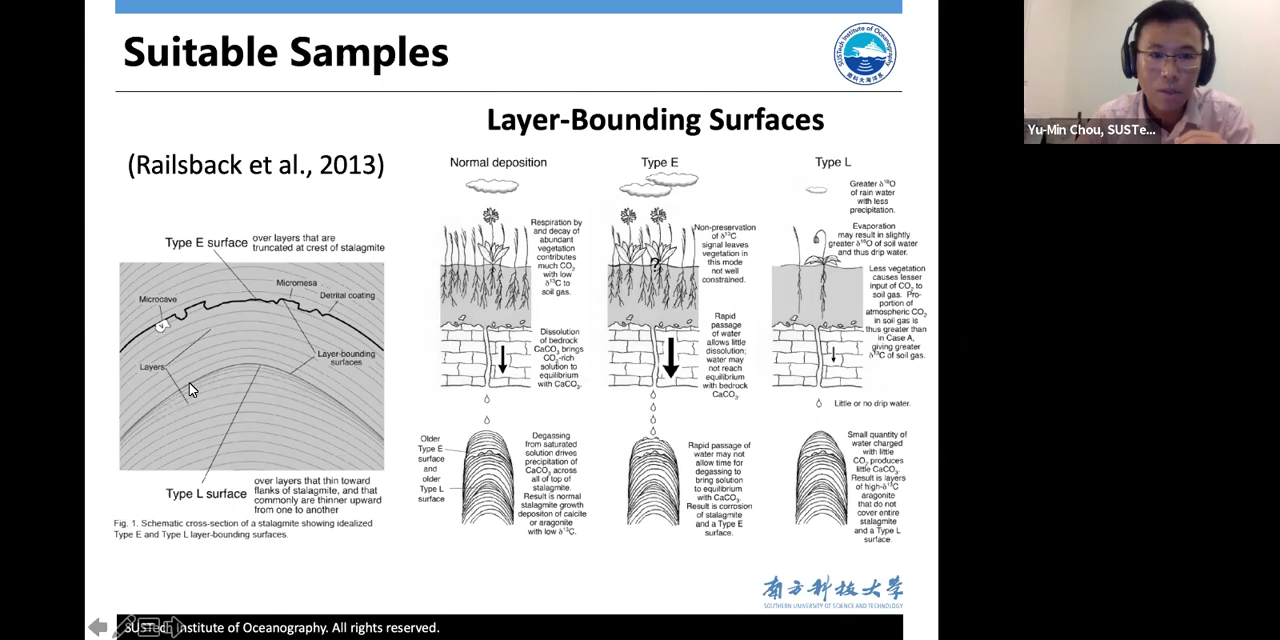 Suitable Samples
SUSTech Institute of Oceanography
南科大海洋系
Layer-Bounding Surfaces
(Railsback et al., 2013)
Type E surface
over layers that are
truncated at crest of stalagmite
Microcave
Micromesa
Detrital coating
Layers
Layer-bounding
surfaces
Type L surface
over layers that thin toward
flanks of stalagmite, and that
commonly are thinner upward
from one to another
Fig. 1. Schematic cross-section of a stalagmite showing idealized
Type E and Type L layer-bounding surfaces.
Normal deposition
Respiration by
and decay of
abundant
vegetation
contributes
much CO₂
with low
δ¹³C to
soil gas.
Dissolution
of bedrock
CaCO₃ brings
CO₂-rich
solution to
equilibrium
with CaCO₃.
Older
Type E
surface
and
older
Type L
surface
Degassing
from saturated
solution drives
precipitation of
CaCO₃ across
all of top of
stalagmite.
Result is normal
stalagmite growth
depositon of calcite
or aragonite
with low δ¹³C.
Type E
?
Non-preservation
of δ¹³C
signal leaves
vegetation in
this mode
not well
constrained.
Rapid
passage
of water
allows little
dissolution;
water may
not reach
equilibrium
with bedrock
CaCO₃.
Rapid passage of
water may not
allow time for
degassing to
bring solution
to equilibrium
with CaCO₃.
Result is corrosion
of stalagmite
and a Type E
surface.
Type L
Greater δ¹⁸O
of rain water
with less
precipitation.
Evaporation
may result in slightly
greater δ¹⁸O of soil water
and thus drip water.
Less vegetation
causes lesser
input of CO₂ to
soil gas. Pro-
portion of
atmospheric CO₂
in soil gas is
thus greater than
in Case A,
giving greater
δ¹³C of soil gas.
Little or no drip water.
Small quantity of
water charged
with little
CO₂ produces
little CaCO₃.
Result is layers
of high-δ¹³C
aragonite
that do not
cover entire
stalagmite
and a Type L
surface.
南方科技大学
SOUTHERN UNIVERSITY OF SCIENCE AND TECHNOLOGY
SUSTech Institute of Oceanography. All rights reserved.
Yu-Min Chou, SUSTe...